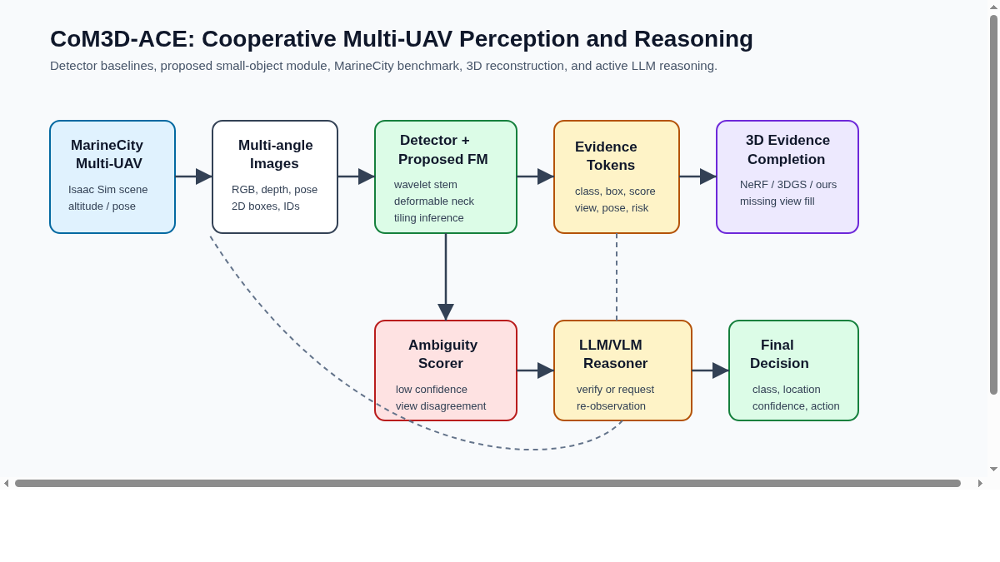 CoM3D-ACE: Cooperative Multi-UAV Perception and Reasoning
Detector baselines, proposed small-object module, MarineCity benchmark, 3D reconstruction, and active LLM reasoning.
MarineCity
Multi-UAV
Isaac Sim scene
altitude / pose
Multi-angle
Images
RGB, depth, pose
2D boxes, IDs
Detector +
Proposed FM
wavelet stem
deformable neck
tiling inference
Evidence
Tokens
class, box, score
view, pose, risk
3D Evidence
Completion
NeRF / 3DGS / ours
missing view fill
Ambiguity
Scorer
low confidence
view disagreement
LLM/VLM
Reasoner
verify or request
re-observation
Final
Decision
class, location
confidence, action